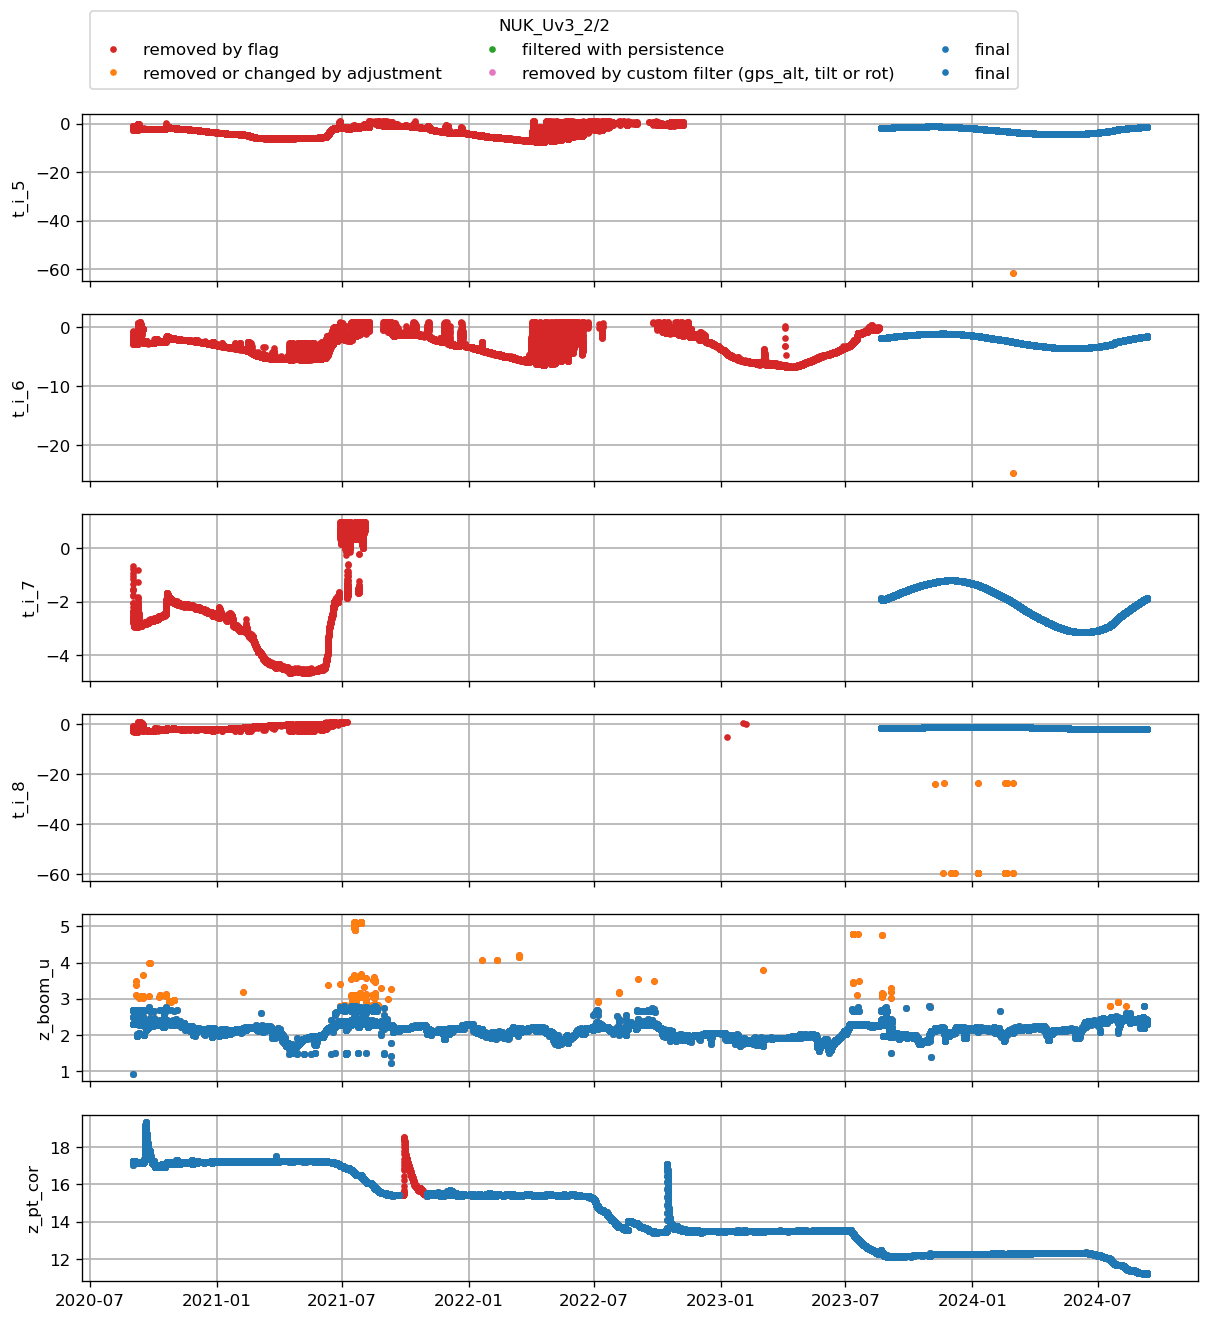 NUK_Uv3_2/2
removed by flag
filtered with persistence
final
removed or changed by adjustment
removed by custom filter (gps_alt, tilt or rot)
final
t_i_5
0
−20
−40
−60
t_i_6
0
−10
−20
t_i_7
0
−2
−4
t_i_8
0
−20
−40
−60
z_boom_u
5
4
3
2
1
z_pt_cor
18
16
14
12
2020-07
2021-01
2021-07
2022-01
2022-07
2023-01
2023-07
2024-01
2024-07